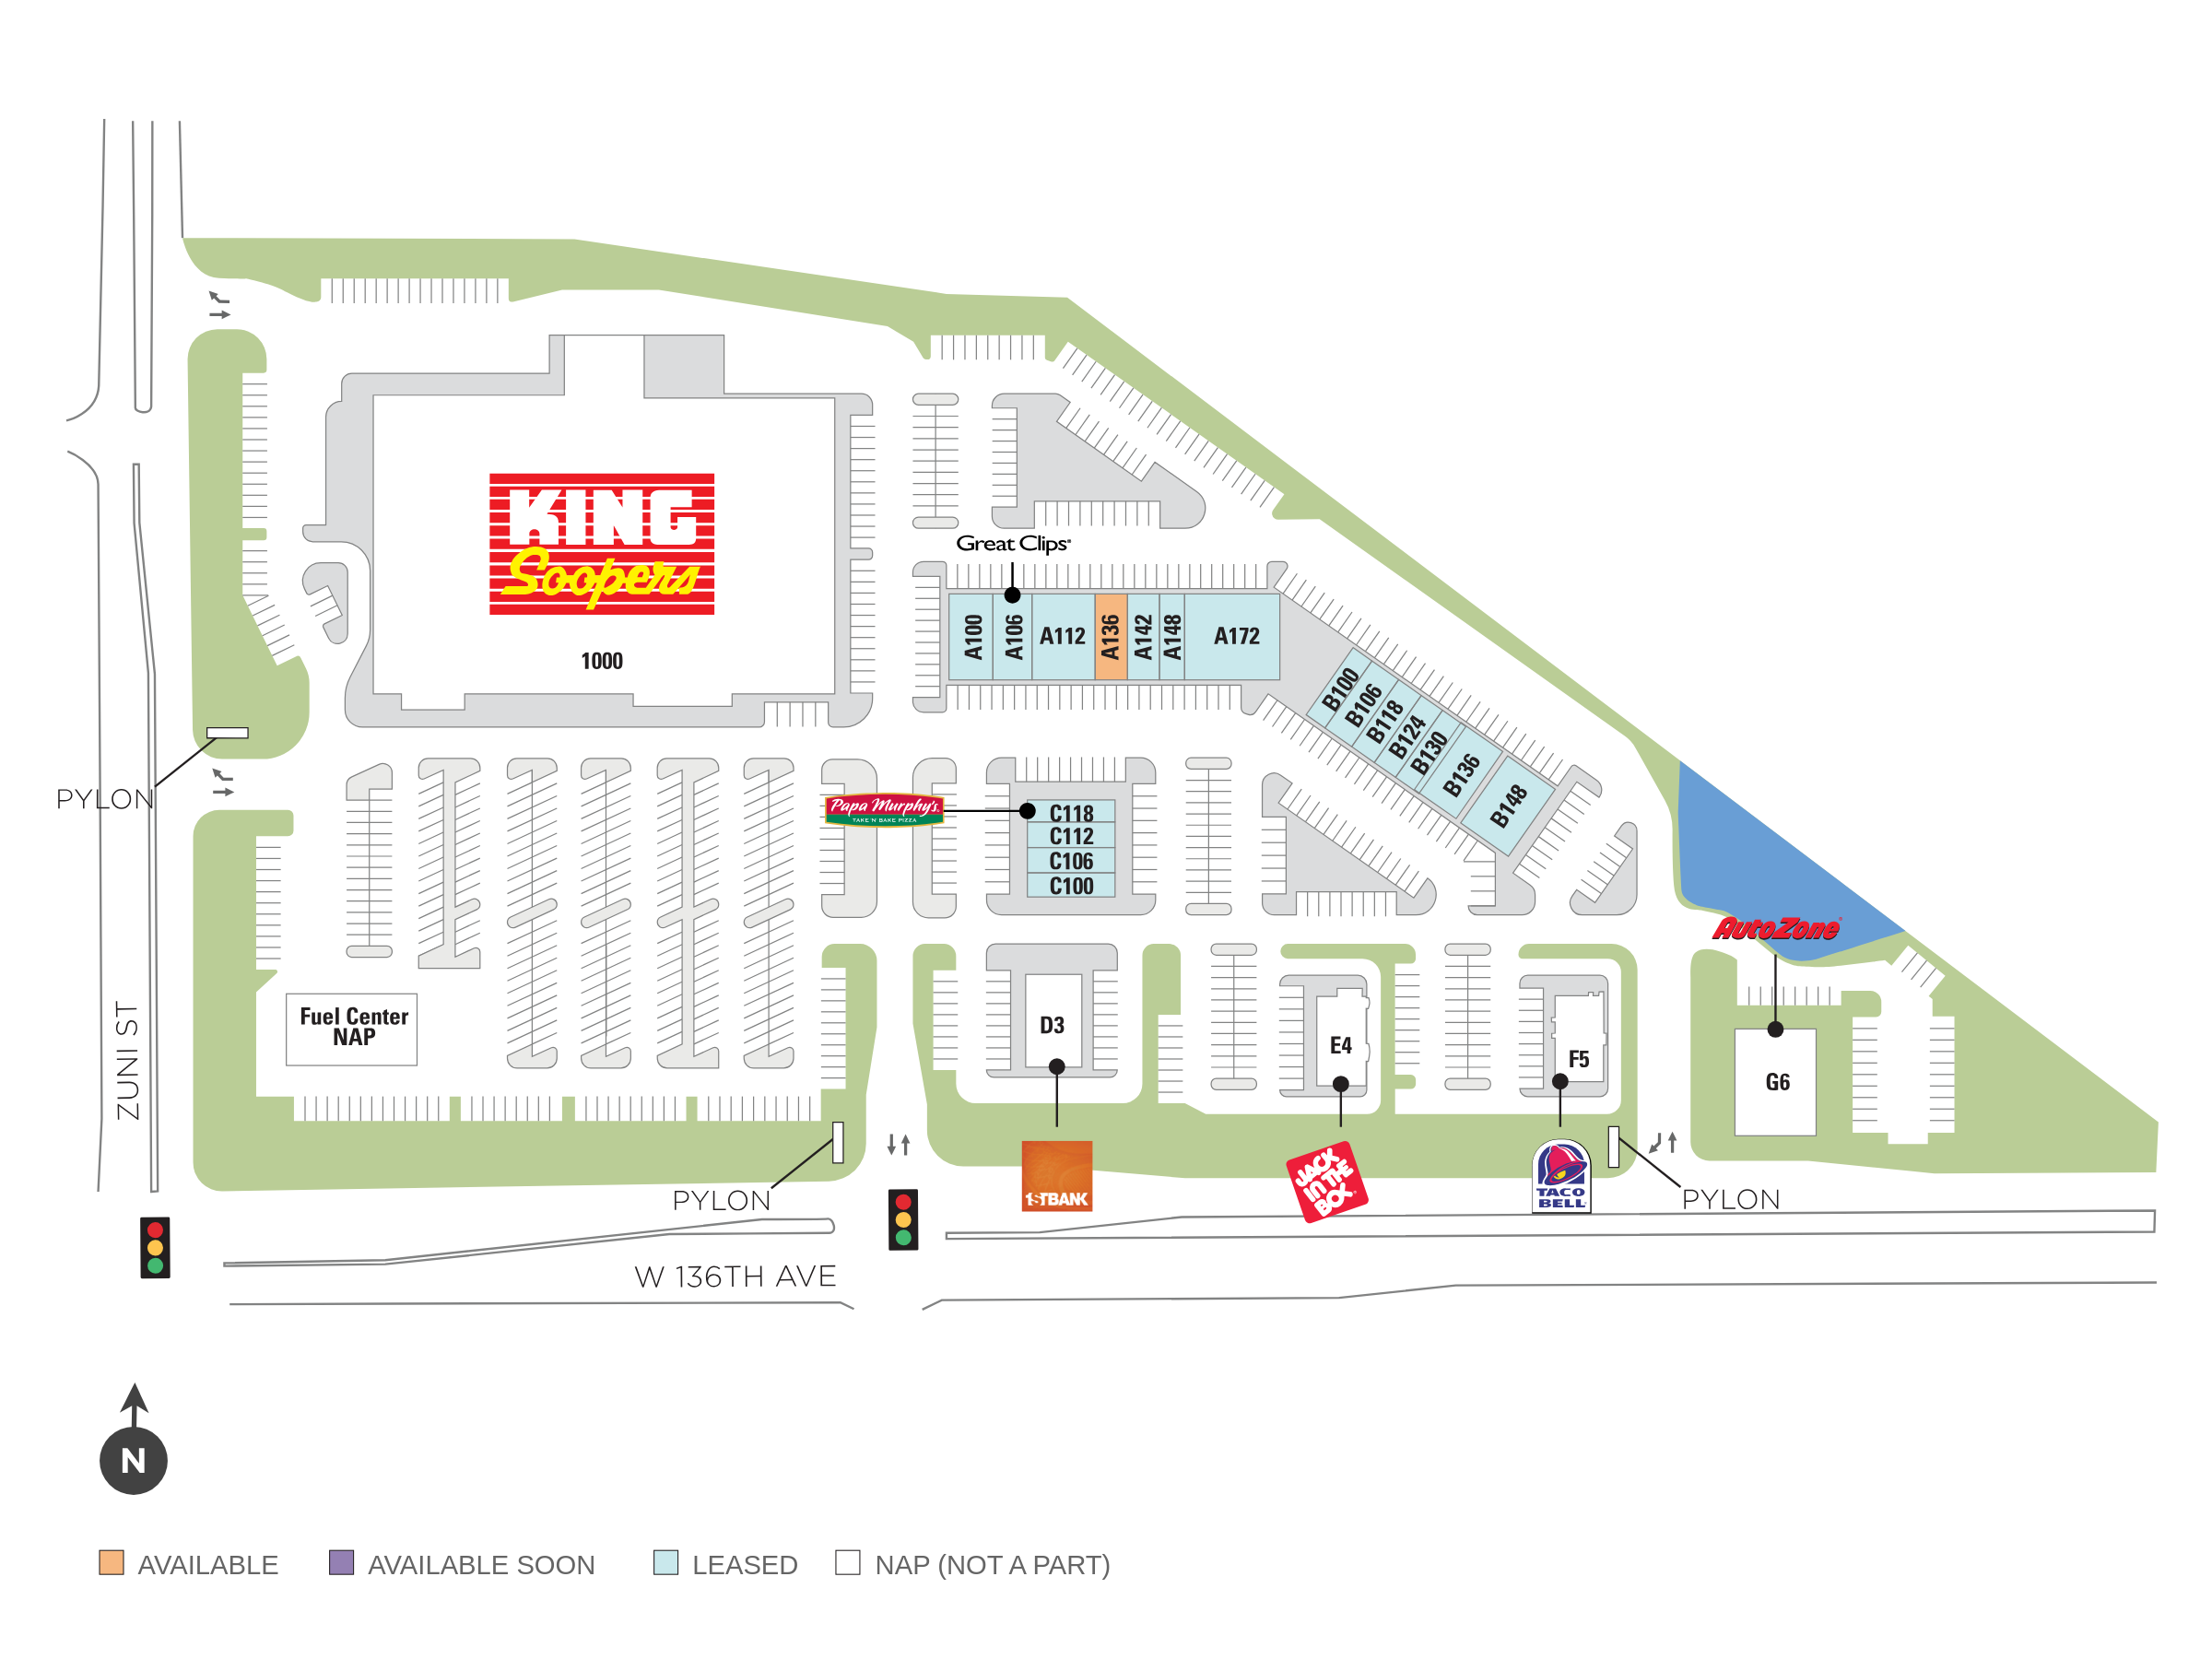 KING
Soopers
1000
Great Clips®
A100
A106
A112
A136
A142
A148
A172
B100
B106
B118
B124
B130
B136
B148
PYLON
Papa Murphy's
TAKE 'N' BAKE PIZZA
C118
C112
C106
C100
AutoZone
Fuel Center
NAP
D3
E4
F5
G6
ZUNI ST
PYLON
1STBANK
JACK
IN THE
BOX
TACO
BELL
PYLON
W 136TH AVE
N
AVAILABLE
AVAILABLE SOON
LEASED
NAP (NOT A PART)